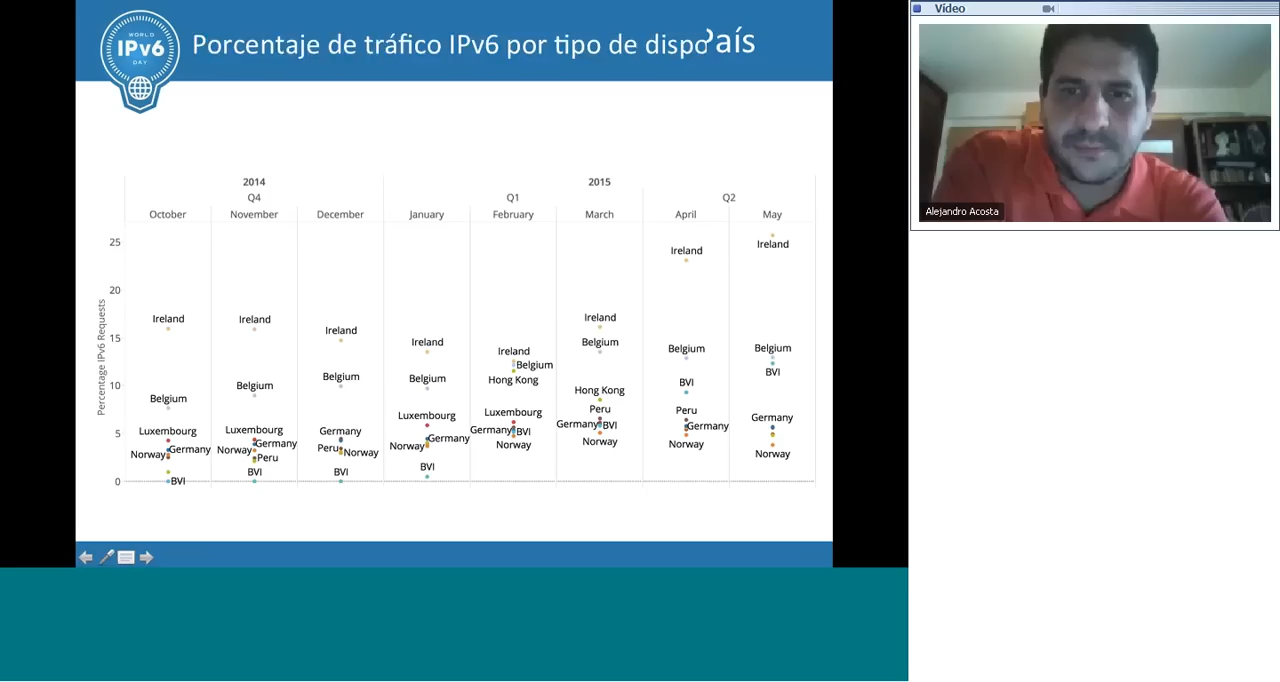 WORLD
IPv6
DAY
Porcentaje de tráfico IPv6 por tipo de dispo
País
Vídeo
Alejandro Acosta
2014
2015
Q4
Q1
Q2
October
November
December
January
February
March
April
May
Percentage IPv6 Requests
25
20
15
10
5
0
Ireland
Belgium
Luxembourg
Germany
Norway
BVI
Ireland
Belgium
Luxembourg
Germany
Norway
Peru
BVI
Ireland
Belgium
Germany
Peru
Norway
BVI
Ireland
Belgium
Luxembourg
Germany
Norway
BVI
Ireland
Belgium
Hong Kong
Luxembourg
Germany
BVI
Norway
Ireland
Belgium
Hong Kong
Peru
Germany
BVI
Norway
Ireland
Belgium
BVI
Peru
Germany
Norway
Ireland
Belgium
BVI
Germany
Norway